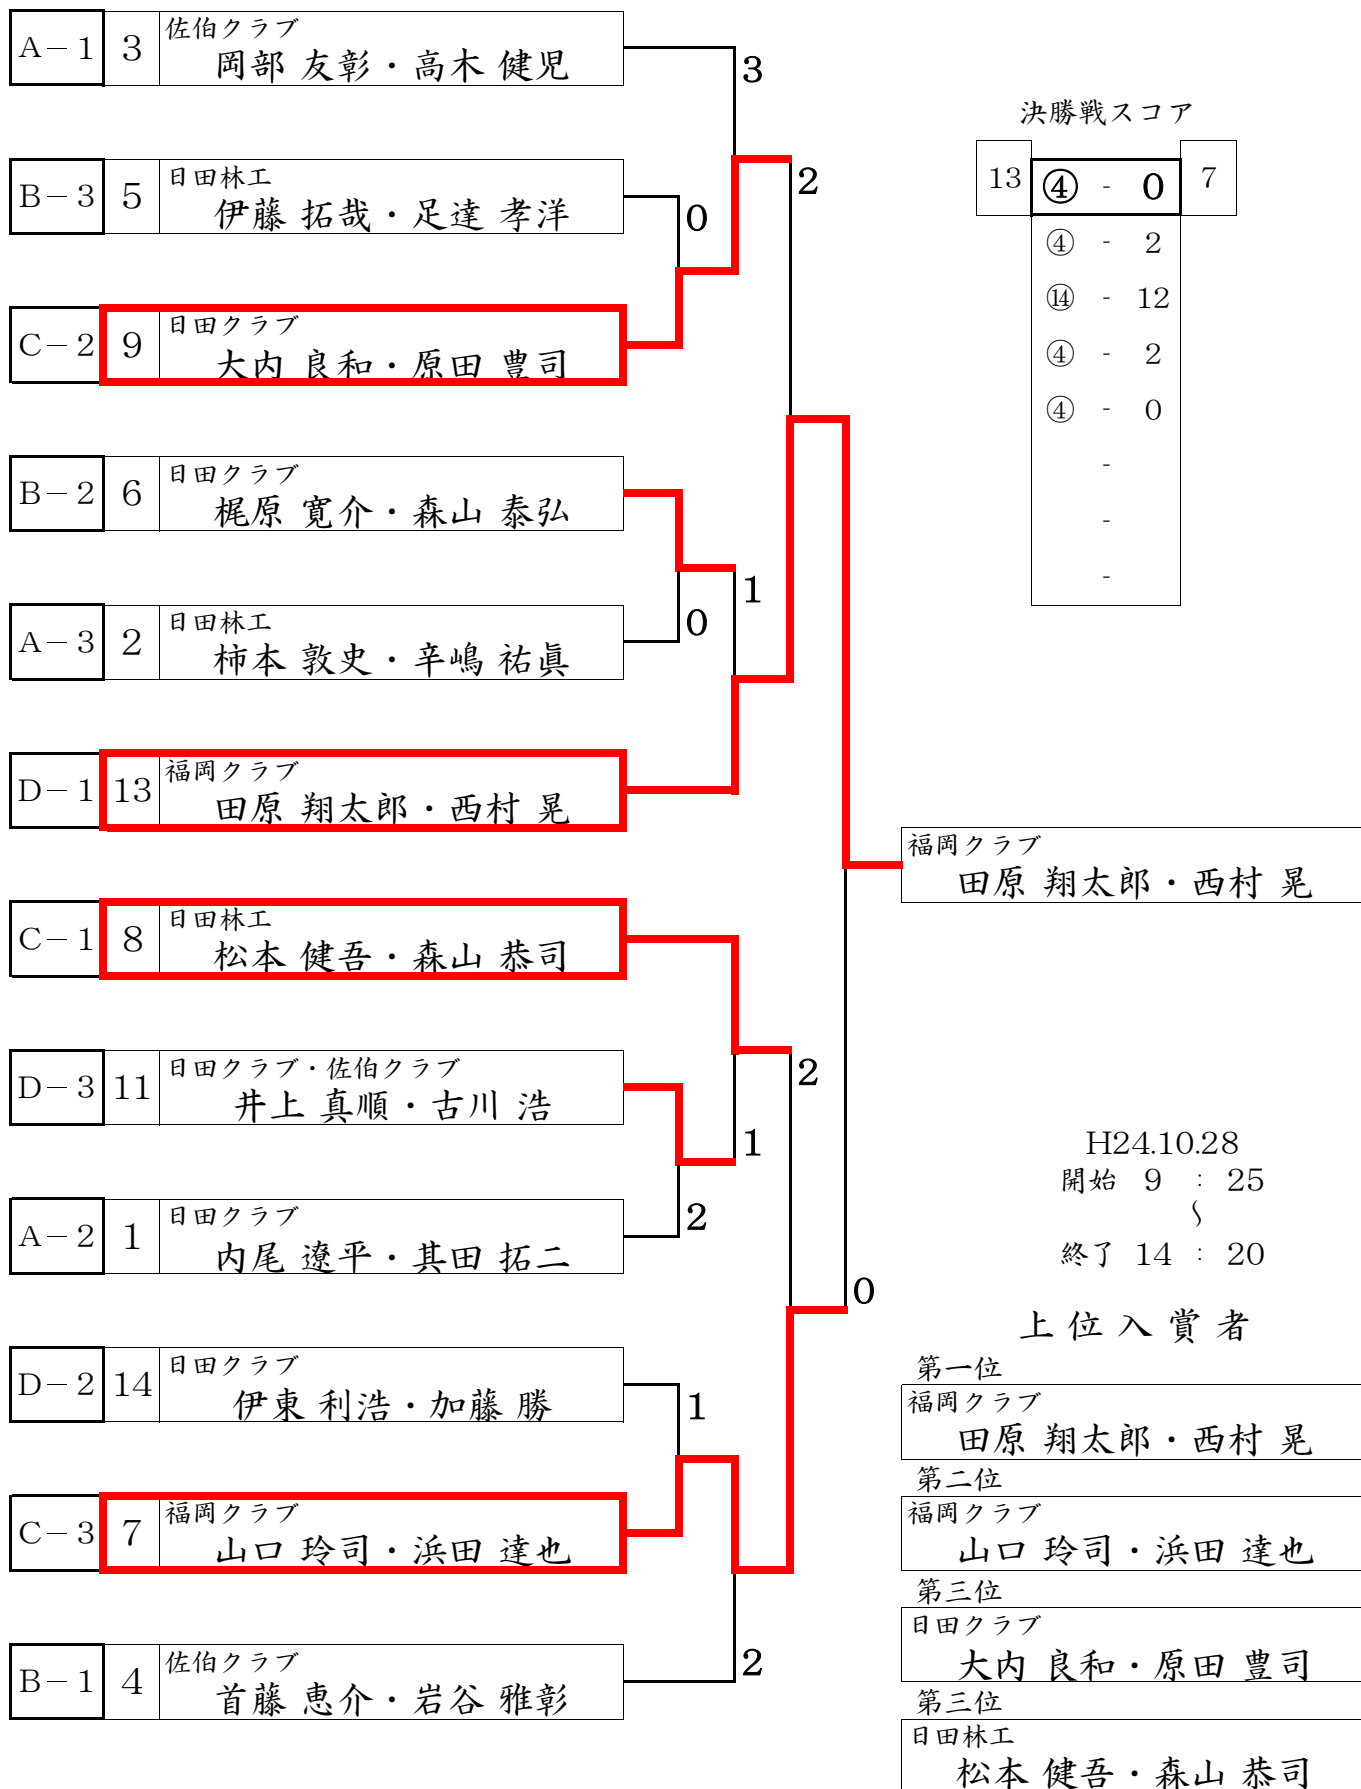 A－1 3 佐伯クラブ
岡部 友彰・高木 健児
3
B－3 5 日田林工
伊藤 拓哉・足達 孝洋
0
2
C－2 9 日田クラブ
大内 良和・原田 豊司
B－2 6 日田クラブ
梶原 寛介・森山 泰弘
1
A－3 2 日田林工
柿本 敦史・辛嶋 祐眞
0
D－1 13 福岡クラブ
田原 翔太郎・西村 晃
C－1 8 日田林工
松本 健吾・森山 恭司
2
D－3 11 日田クラブ・佐伯クラブ
井上 真順・古川 浩
1
A－2 1 日田クラブ
内尾 遼平・其田 拓二
2
0
D－2 14 日田クラブ
伊東 利浩・加藤 勝
1
C－3 7 福岡クラブ
山口 玲司・浜田 達也
B－1 4 佐伯クラブ
首藤 恵介・岩谷 雅彰
2
決勝戦スコア
13 ④ - 0 7
④ - 2
⑭ - 12
④ - 2
④ - 0
-
-
-
福岡クラブ
田原 翔太郎・西村 晃
H24.10.28
開始 9 : 25
～
終了 14 : 20
上位入賞者
第一位
福岡クラブ
田原 翔太郎・西村 晃
第二位
福岡クラブ
山口 玲司・浜田 達也
第三位
日田クラブ
大内 良和・原田 豊司
第三位
日田林工
松本 健吾・森山 恭司